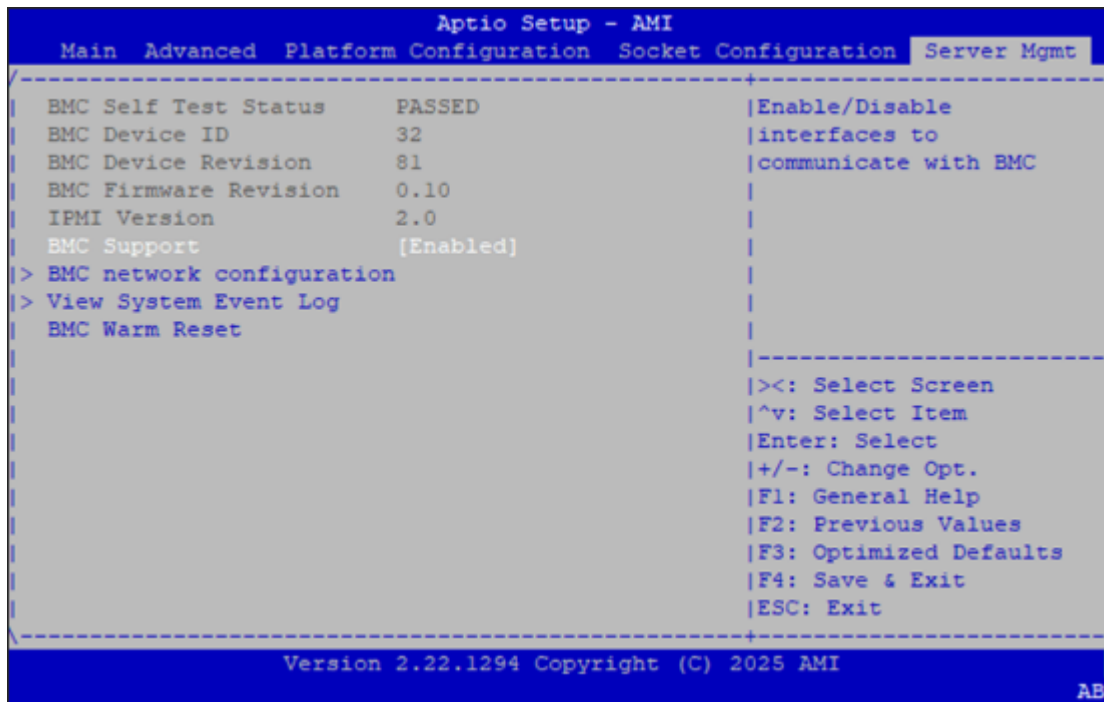 Aptio Setup - AMI
Main Advanced Platform Configuration Socket Configuration Server Mgmt
/----------------------------------------------------+-------------------------
| BMC Self Test Status PASSED |Enable/Disable
| BMC Device ID 32 |interfaces to
| BMC Device Revision 81 |communicate with BMC
| BMC Firmware Revision 0.10 |
| IPMI Version 2.0 |
| BMC Support [Enabled] |
|> BMC network configuration |
|> View System Event Log |
| BMC Warm Reset |
| |-------------------------
| |><: Select Screen
| |^v: Select Item
| |Enter: Select
| |+/-: Change Opt.
| |F1: General Help
| |F2: Previous Values
| |F3: Optimized Defaults
| |F4: Save & Exit
| |ESC: Exit
\----------------------------------------------------+-------------------------
Version 2.22.1294 Copyright (C) 2025 AMI
AB